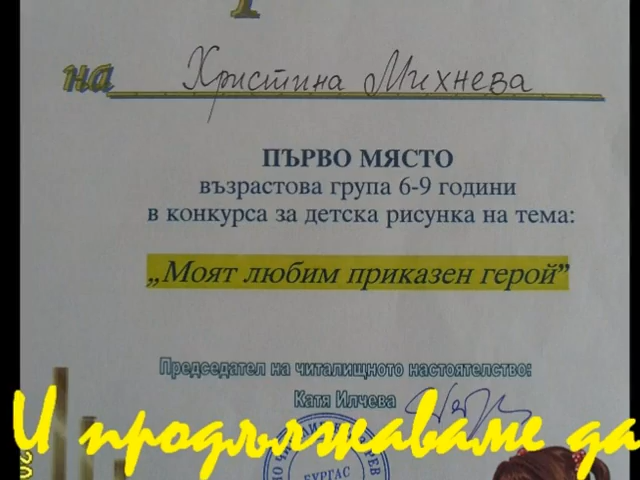 на Христина Михнева
ПЪРВО МЯСТО
възрастова група 6-9 години
в конкурса за детска рисунка на тема:
„Моят любим приказен герой”
Председател на читалищното настоятелство:
Катя Илчева
И продължаваме да
БУРГАС